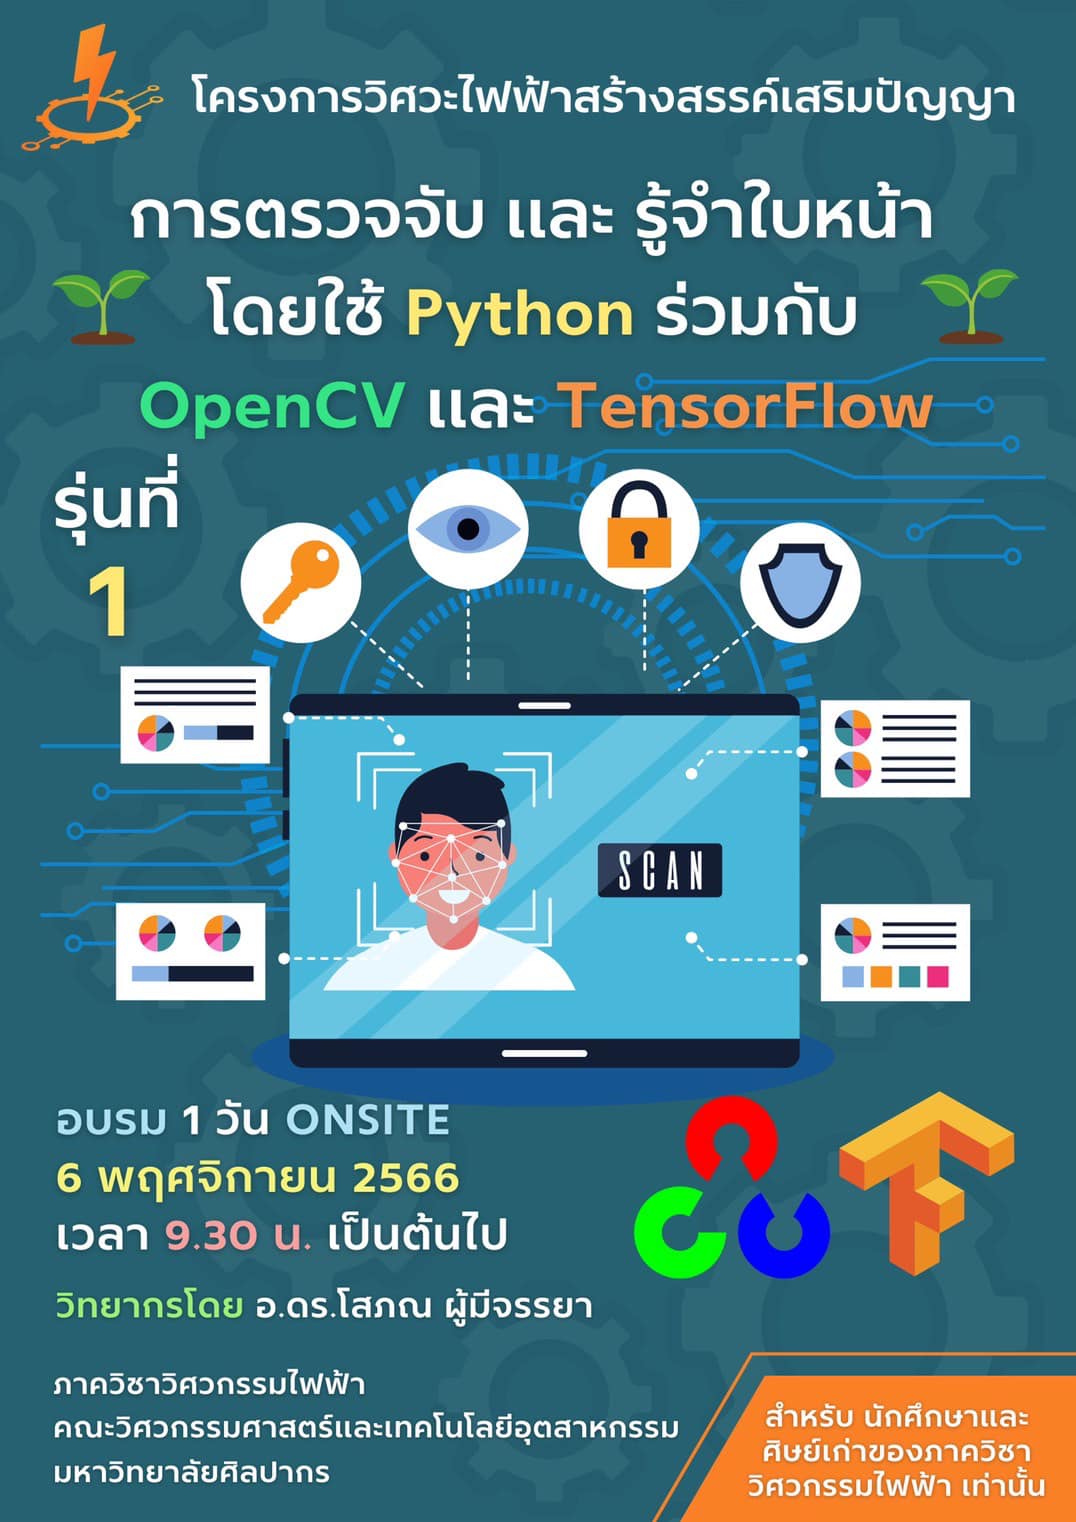 โครงการวิศวะไฟฟ้าสร้างสรรค์เสริมปัญญา
การตรวจจับ และ รู้จำใบหน้า
โดยใช้ Python ร่วมกับ
OpenCV และ TensorFlow
รุ่นที่
1
SCAN
อบรม 1 วัน ONSITE
6 พฤศจิกายน 2566
เวลา 9.30 น. เป็นต้นไป
วิทยากรโดย อ.ดร.โสภณ ผู้มีจรรยา
ภาควิชาวิศวกรรมไฟฟ้า
คณะวิศวกรรมศาสตร์และเทคโนโลยีอุตสาหกรรม
มหาวิทยาลัยศิลปากร
สำหรับ นักศึกษาและ
ศิษย์เก่าของภาควิชา
วิศวกรรมไฟฟ้า เท่านั้น